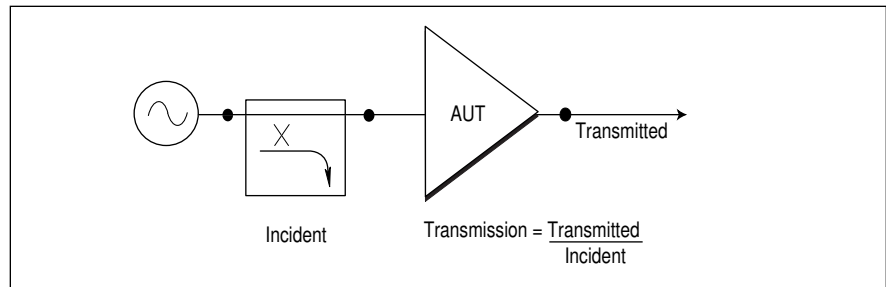 AUT
Transmitted
Incident
Transmission = Transmitted
Incident